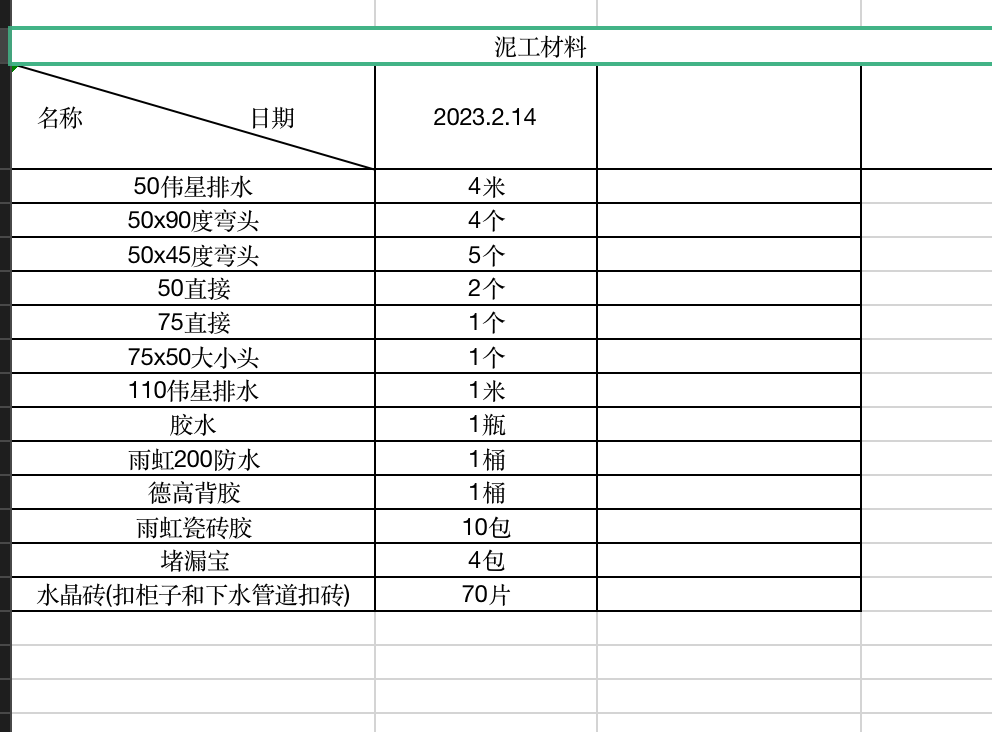 泥工材料
名称 日期 2023.2.14
50伟星排水 4米
50x90度弯头 4个
50x45度弯头 5个
50直接 2个
75直接 1个
75x50大小头 1个
110伟星排水 1米
胶水 1瓶
雨虹200防水 1桶
德高背胶 1桶
雨虹瓷砖胶 10包
堵漏宝 4包
水晶砖(扣柜子和下水管道扣砖) 70片